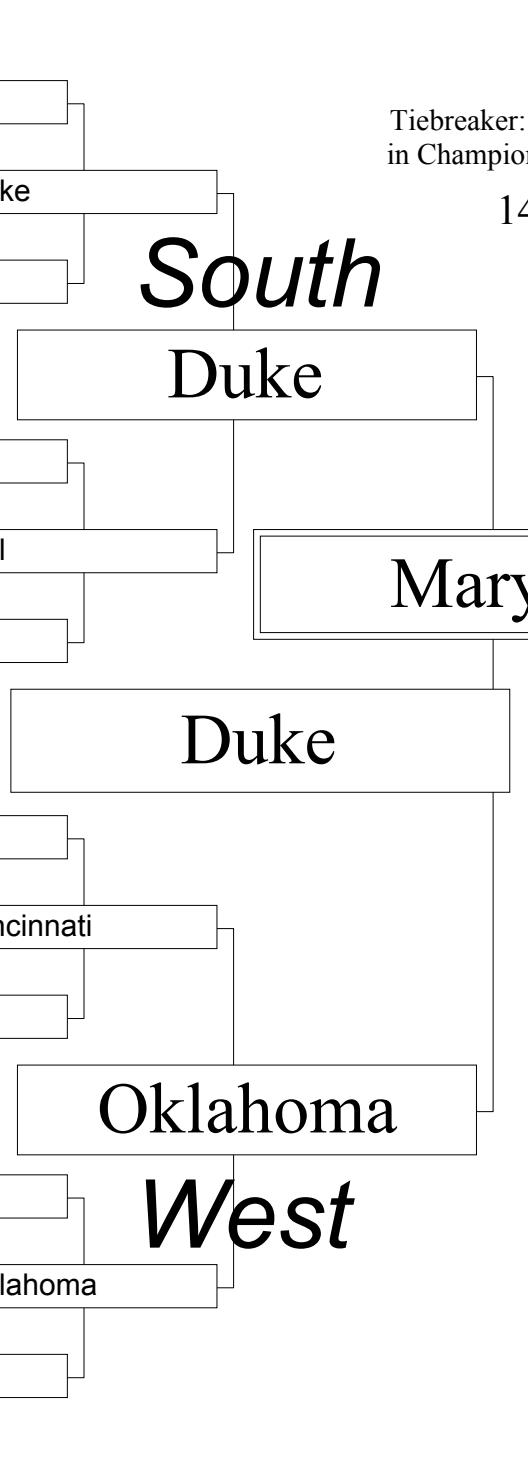 Tiebreaker:
in Champion
14
ke
South
Duke
l
Mary
Duke
ncinnati
Oklahoma
West
lahoma